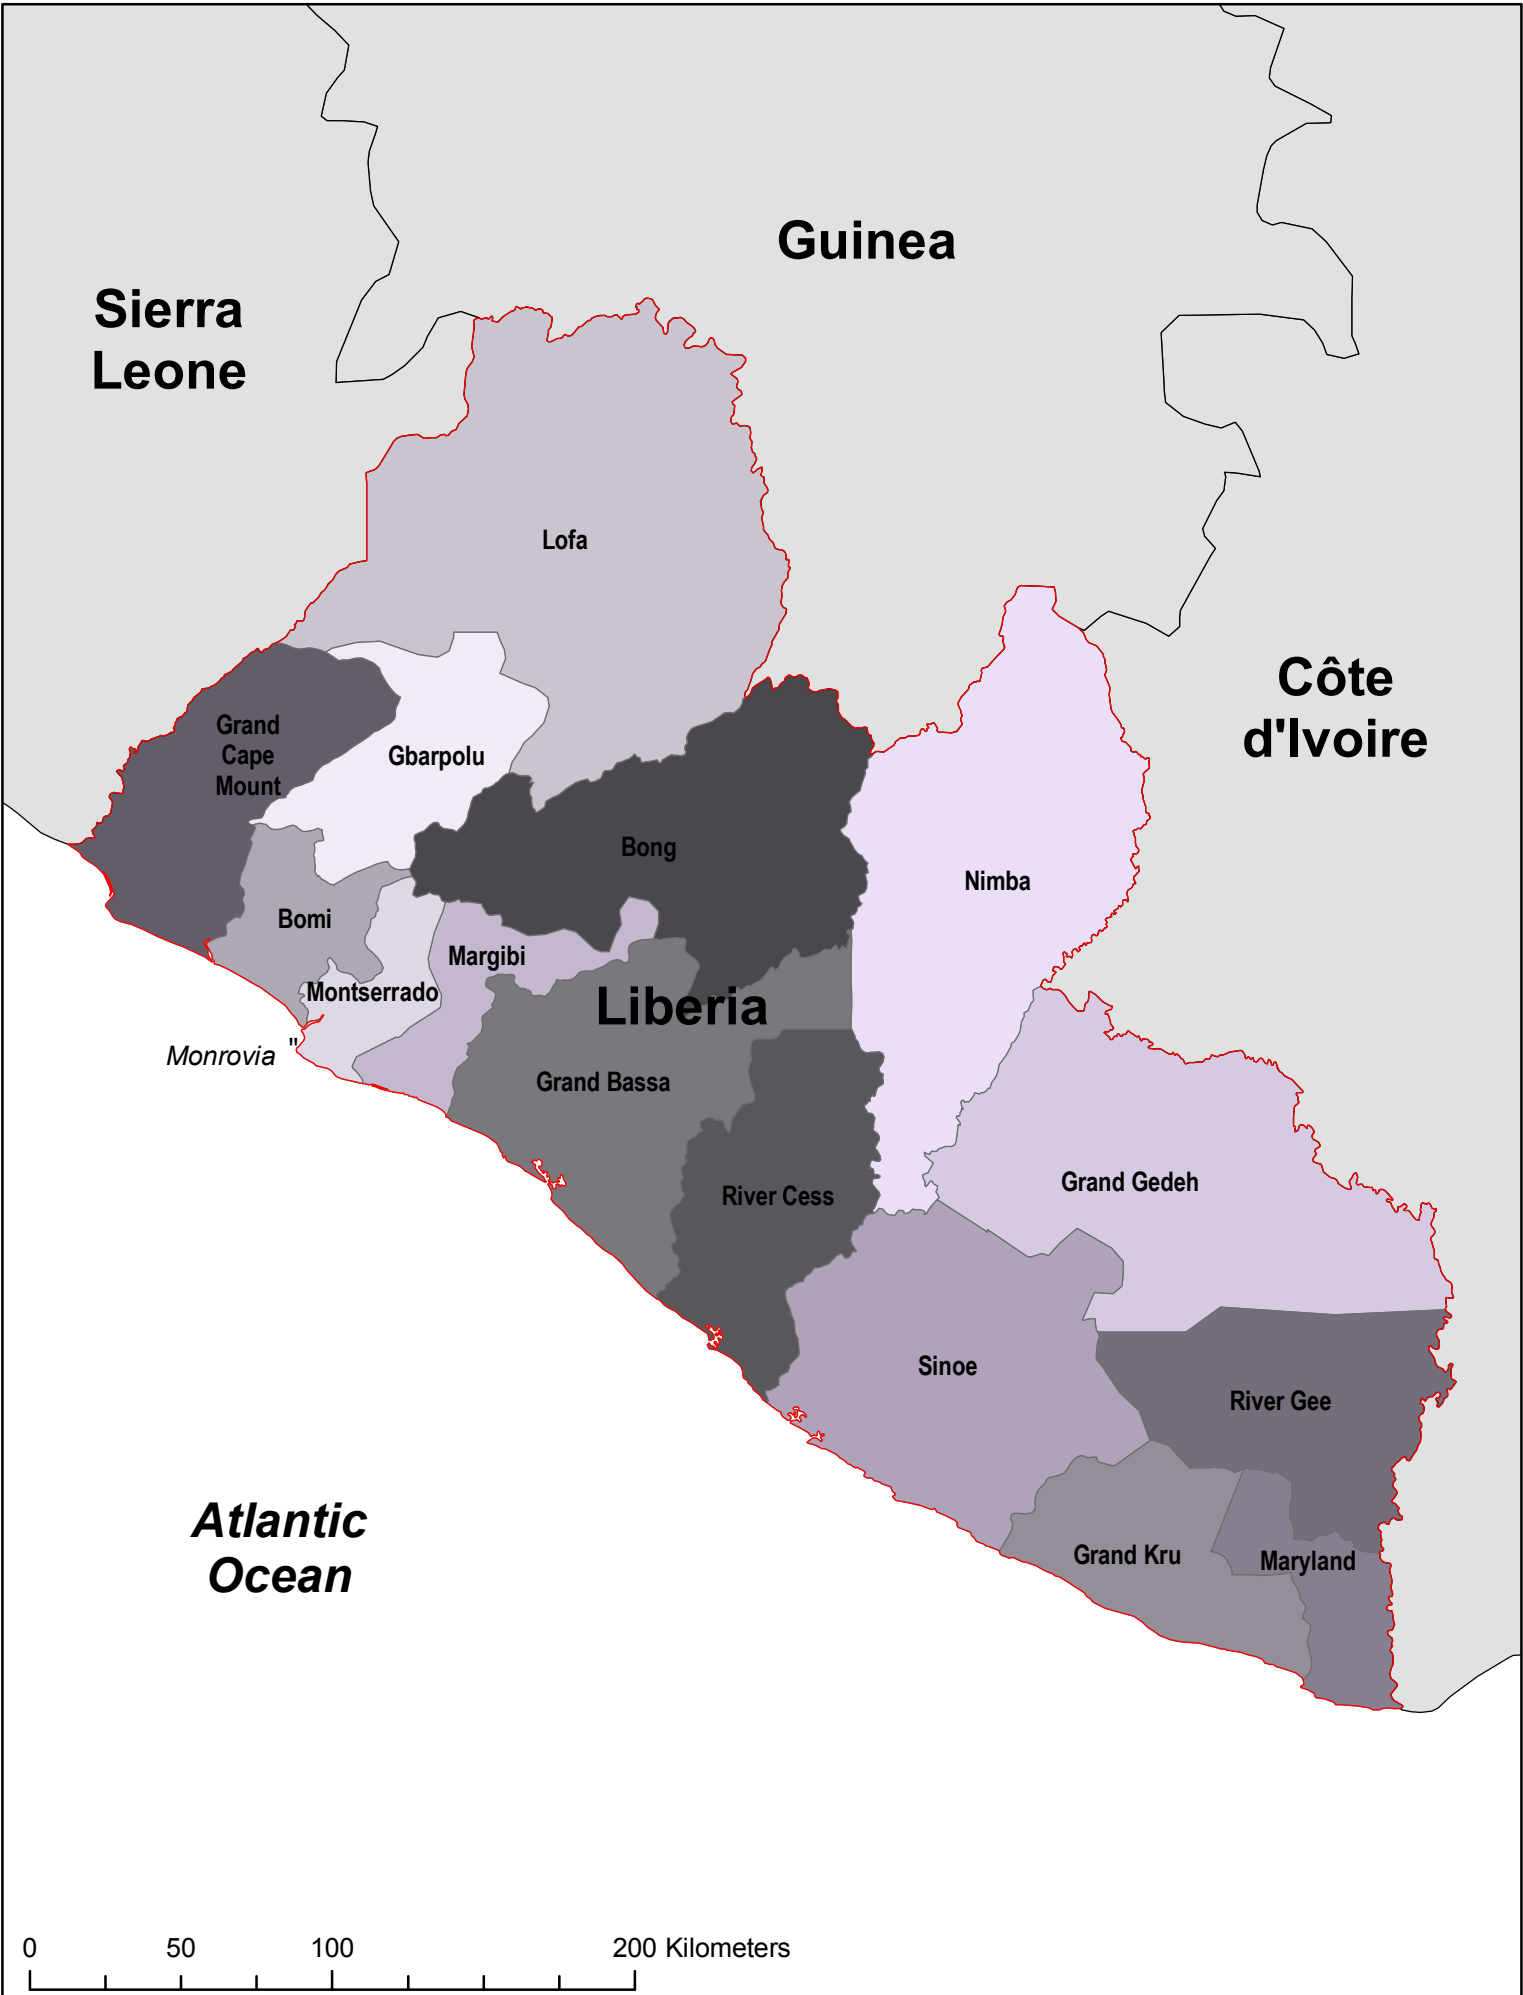 Guinea
Sierra
Leone
Lofa
Côte
d'Ivoire
Grand
Cape
Mount
Gbarpolu
Bong
Nimba
Bomi
Margibi
Montserrado
Liberia
Monrovia "
Grand Bassa
Grand Gedeh
River Cess
Sinoe
River Gee
Atlantic
Ocean
Grand Kru
Maryland
0 50 100 200 Kilometers